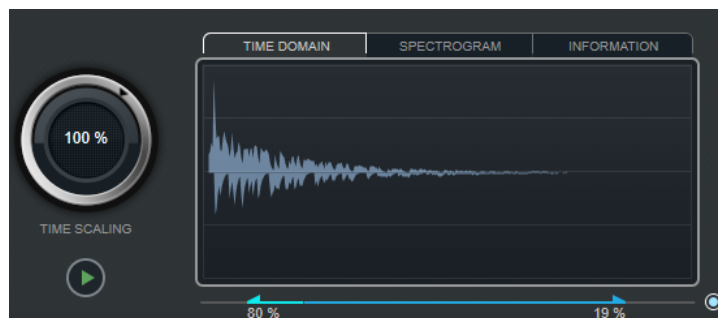 TIME DOMAIN
SPECTROGRAM
INFORMATION
100 %
TIME SCALING
80 %
19 %